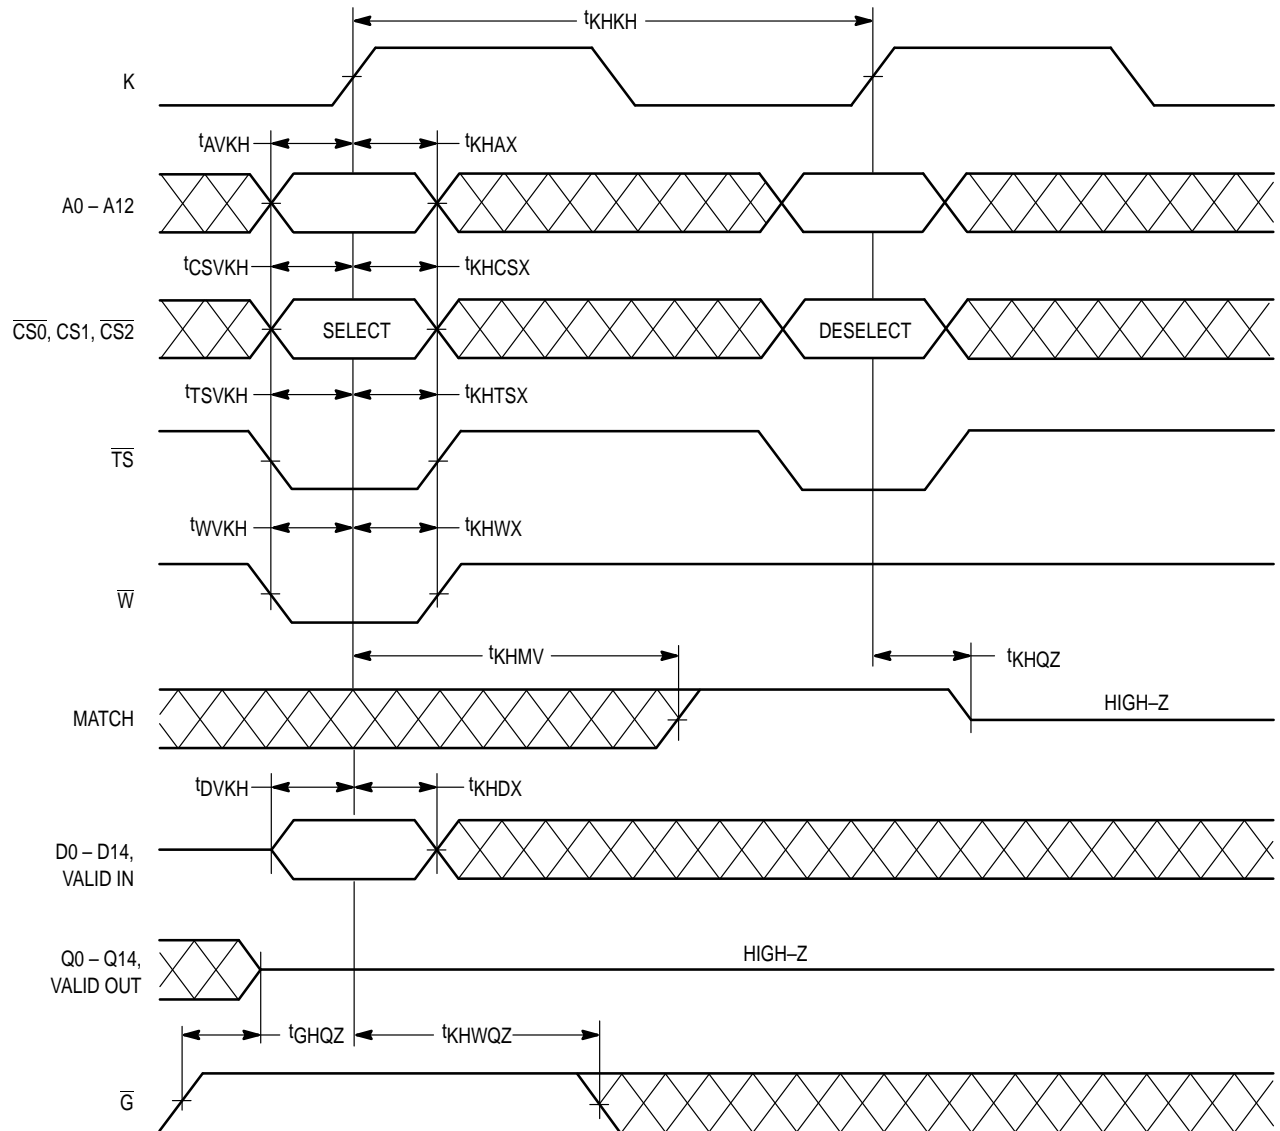 tKHKH
K
tAVKH tKHAX
A0 – A12
tCSVKH tKHCSX
CS0, CS1, CS2 SELECT DESELECT
tTSVKH tKHTSX
TS
tWVKH tKHWX
W
tKHMV tKHQZ
MATCH HIGH–Z
tDVKH tKHDX
D0 – D14,
VALID IN
Q0 – Q14,
VALID OUT
HIGH–Z
tGHQZ tKHWQZ
G